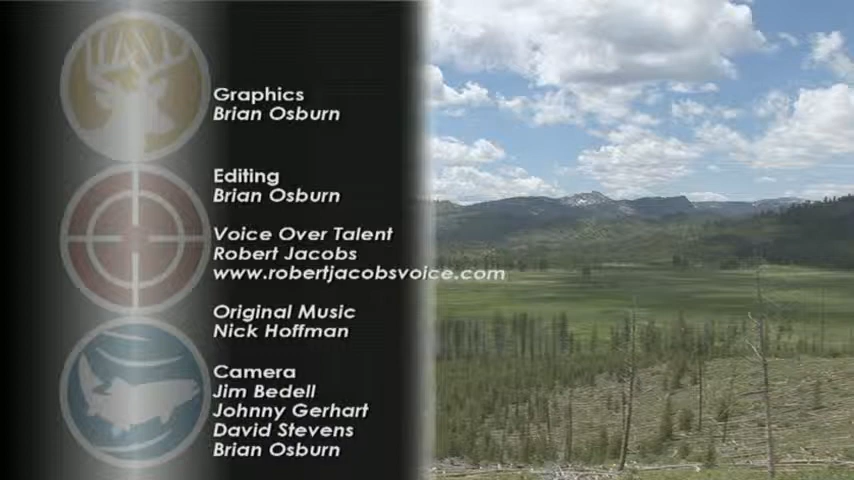 Graphics
Brian Osburn
Editing
Brian Osburn
Voice Over Talent
Robert Jacobs
www.robertjacobsvoice.com
Original Music
Nick Hoffman
Camera
Jim Bedell
Johnny Gerhart
David Stevens
Brian Osburn